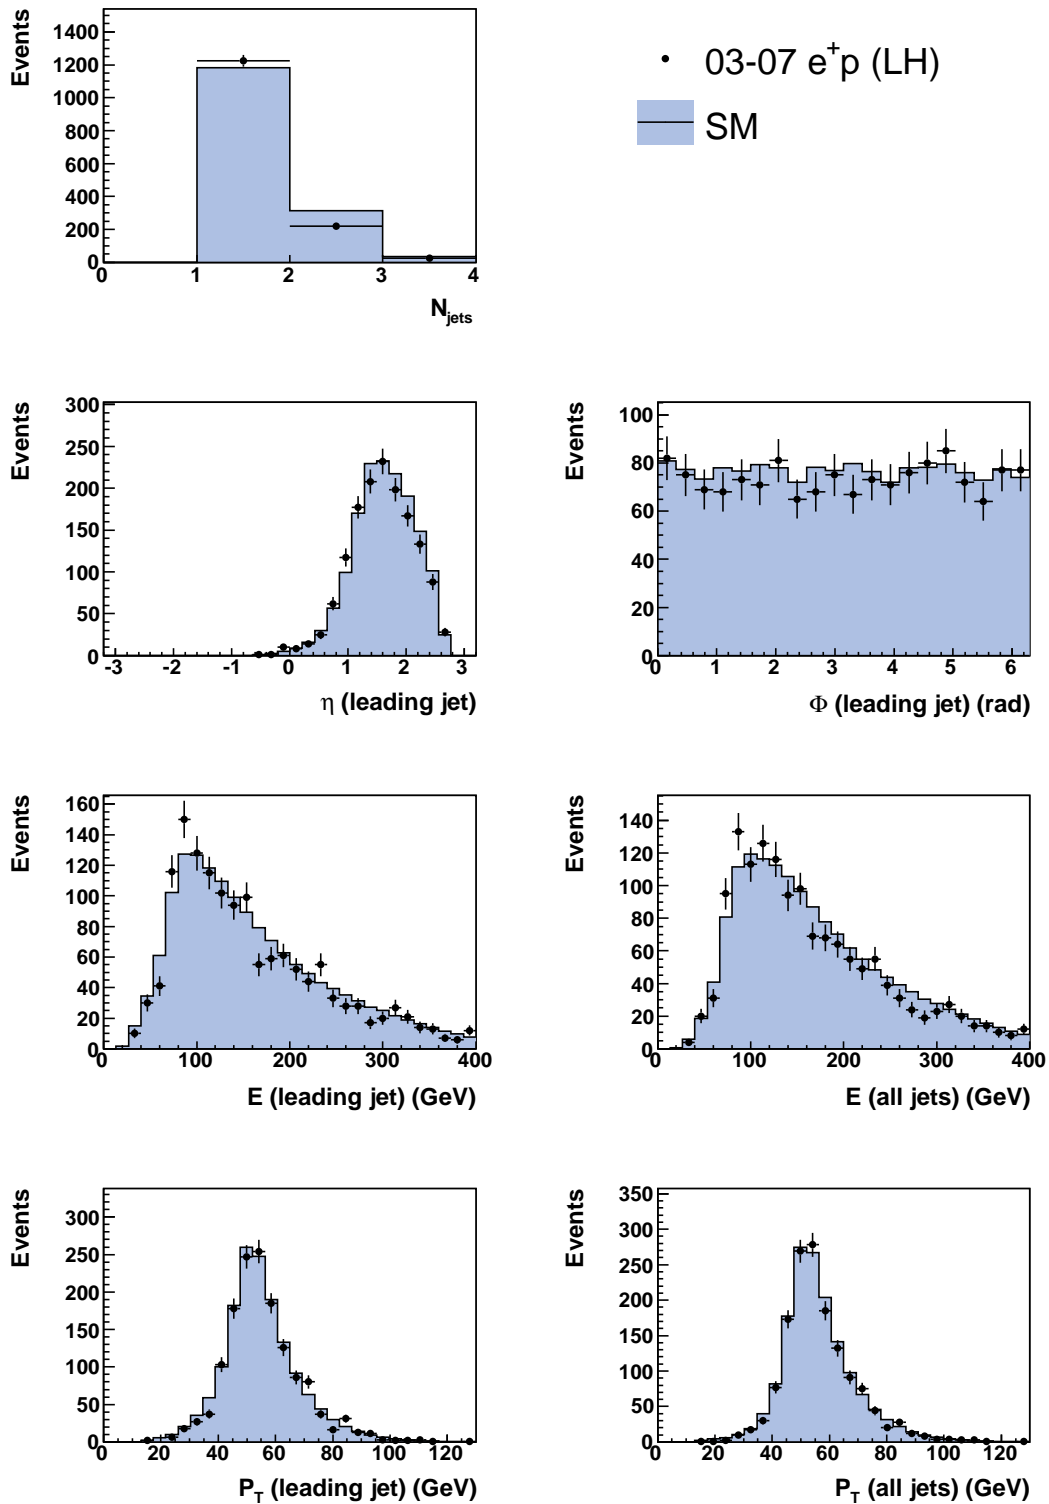 Events
1400
1200
1000
800
600
400
200
0
0 1 2 3 4
N_jets
03-07 e⁺p (LH)
SM
Events
300
250
200
150
100
50
0
-3 -2 -1 0 1 2 3
η (leading jet)
Events
100
80
60
40
20
0
0 1 2 3 4 5 6
Φ (leading jet) (rad)
Events
160
140
120
100
80
60
40
20
0
0 100 200 300 400
E (leading jet) (GeV)
Events
140
120
100
80
60
40
20
0
0 100 200 300 400
E (all jets) (GeV)
Events
300
250
200
150
100
50
0
0 20 40 60 80 100 120
P_T (leading jet) (GeV)
Events
350
300
250
200
150
100
50
0
0 20 40 60 80 100 120
P_T (all jets) (GeV)